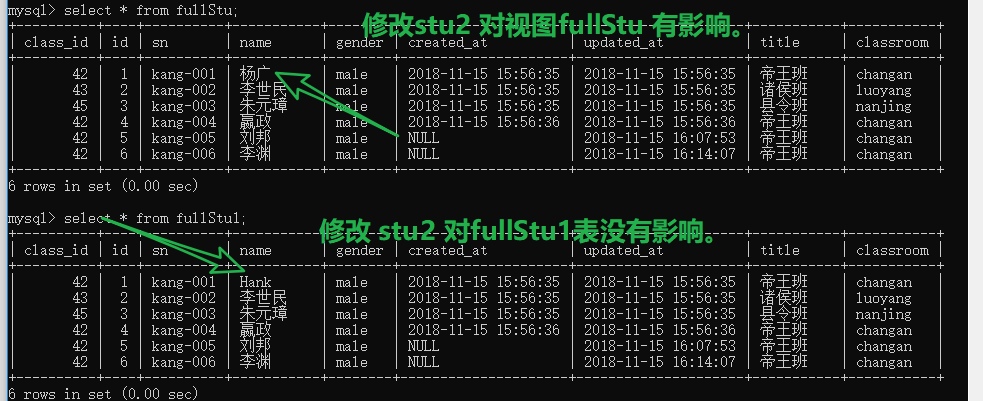 mysql> select * from fullStu;
修改stu2 对视图fullStu 有影响。
| class_id | id | sn | name | gender | created_at | updated_at | title | classroom |
| 42 | 1 | kang-001 | 杨广 | male | 2018-11-15 15:56:35 | 2018-11-15 15:56:35 | 帝王班 | changan |
| 43 | 2 | kang-002 | 李世民 | male | 2018-11-15 15:56:35 | 2018-11-15 15:56:35 | 诸侯班 | luoyang |
| 45 | 3 | kang-003 | 朱元璋 | male | 2018-11-15 15:56:35 | 2018-11-15 15:56:35 | 县令班 | nanjing |
| 42 | 4 | kang-004 | 嬴政 | male | 2018-11-15 15:56:36 | 2018-11-15 15:56:36 | 帝王班 | changan |
| 42 | 5 | kang-005 | 刘邦 | male | NULL | 2018-11-15 16:07:53 | 帝王班 | changan |
| 42 | 6 | kang-006 | 李渊 | male | NULL | 2018-11-15 16:14:07 | 帝王班 | changan |
6 rows in set (0.00 sec)
mysql> select * from fullStu1;
修改 stu2 对fullStu1表没有影响。
| class_id | id | sn | name | gender | created_at | updated_at | title | classroom |
| 42 | 1 | kang-001 | Hank | male | 2018-11-15 15:56:35 | 2018-11-15 15:56:35 | 帝王班 | changan |
| 43 | 2 | kang-002 | 李世民 | male | 2018-11-15 15:56:35 | 2018-11-15 15:56:35 | 诸侯班 | luoyang |
| 45 | 3 | kang-003 | 朱元璋 | male | 2018-11-15 15:56:35 | 2018-11-15 15:56:35 | 县令班 | nanjing |
| 42 | 4 | kang-004 | 嬴政 | male | 2018-11-15 15:56:36 | 2018-11-15 15:56:36 | 帝王班 | changan |
| 42 | 5 | kang-005 | 刘邦 | male | NULL | 2018-11-15 16:07:53 | 帝王班 | changan |
| 42 | 6 | kang-006 | 李渊 | male | NULL | 2018-11-15 16:14:07 | 帝王班 | changan |
6 rows in set (0.00 sec)